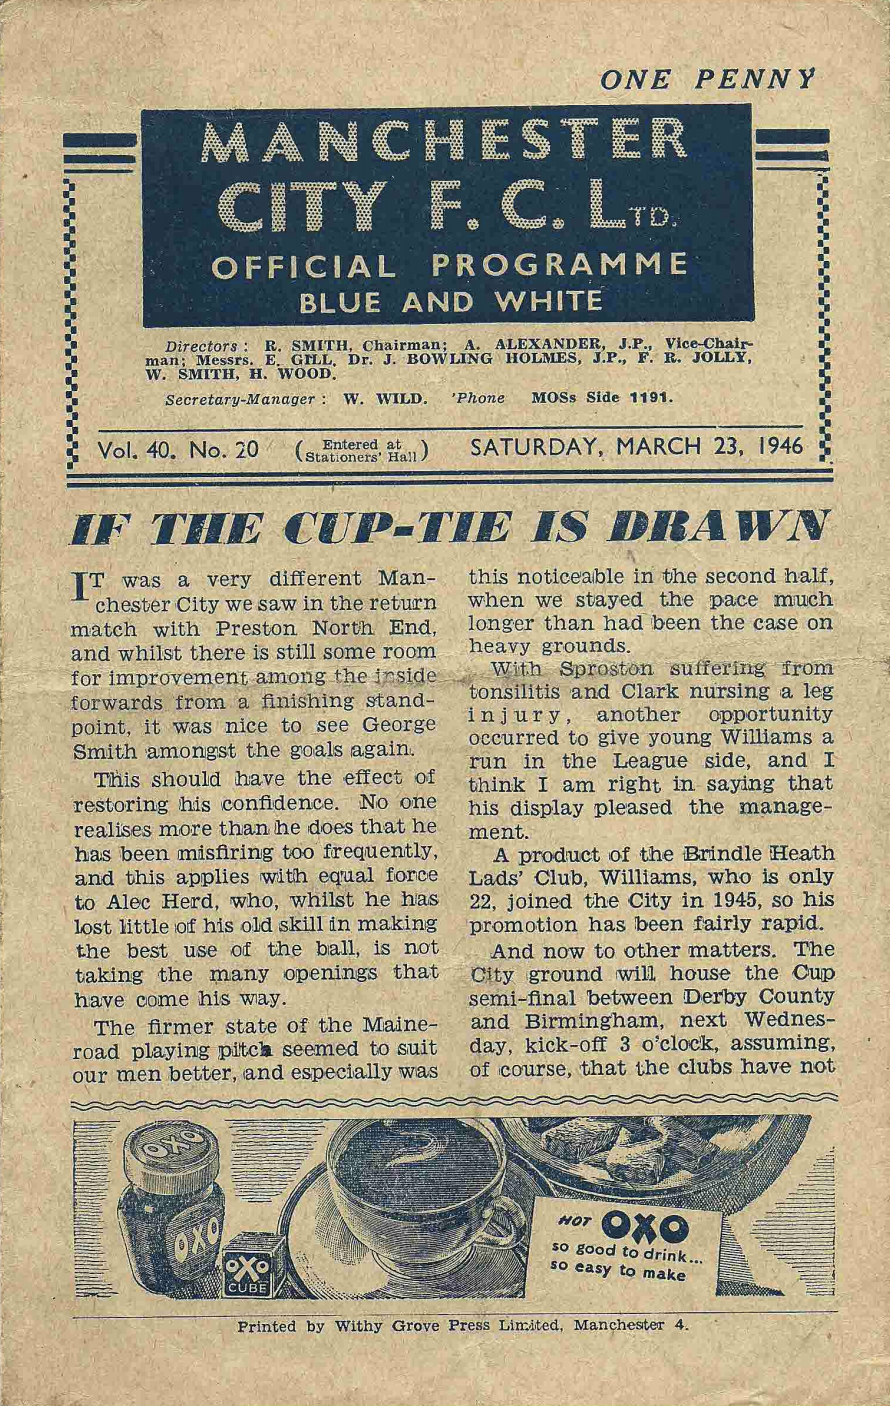 ONE PENNY
MANCHESTER
CITY F. C. LTD.
OFFICIAL PROGRAMME
BLUE AND WHITE
Directors : R. SMITH, Chairman; A. ALEXANDER, J.P., Vice-Chair-
man; Messrs. E. GILL, Dr. J. BOWLING HOLMES, J.P., F. R. JOLLY,
W. SMITH, H. WOOD.
Secretary-Manager : W. WILD. 'Phone MOSs Side 1191.
Vol. 40. No. 20 (Entered at Stationers' Hall) SATURDAY, MARCH 23, 1946
IF THE CUP-TIE IS DRAWN
IT was a very different Man-
chester City we saw in the return
match with Preston North End,
and whilst there is still some room
for improvement among the inside
forwards from a finishing stand-
point, it was nice to see George
Smith amongst the goals again.
This should have the effect of
restoring his confidence. No one
realises more than he does that he
has been misfiring too frequently,
and this applies with equal force
to Alec Herd, who, whilst he has
lost little of his old skill in making
the best use of the ball, is not
taking the many openings that
have come his way.
The firmer state of the Maine-
road playing pitch seemed to suit
our men better, and especially was
this noticeable in the second half,
when we stayed the pace much
longer than had been the case on
heavy grounds.
With Sproston suffering from
tonsilitis and Clark nursing a leg
injury, another opportunity
occurred to give young Williams a
run in the League side, and I
think I am right in saying that
his display pleased the manage-
ment.
A product of the Brindle Heath
Lads' Club, Williams, who is only
22, joined the City in 1945, so his
promotion has been fairly rapid.
And now to other matters. The
City ground will house the Cup
semi-final between Derby County
and Birmingham, next Wednes-
day, kick-off 3 o'clock, assuming,
of course, that the clubs have not
OXO
OXO
OXO
CUBE
HOT OXO
so good to drink...
so easy to make
Printed by Withy Grove Press Limited, Manchester 4.